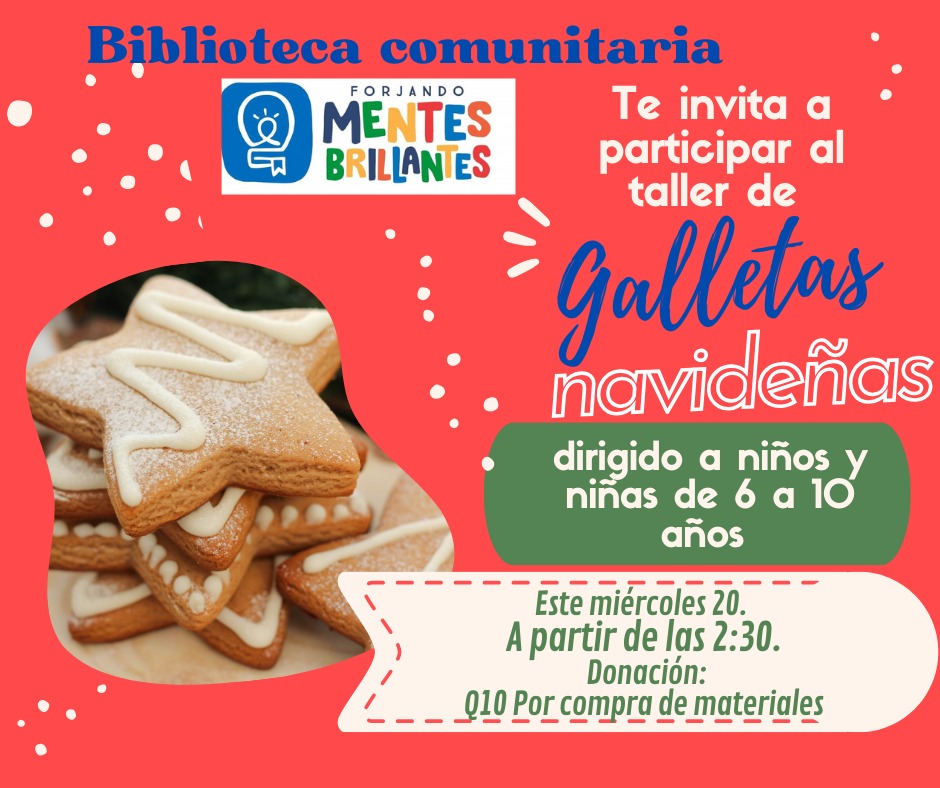 Biblioteca comunitaria
FORJANDO
MENTES
BRILLANTES
Te invita a
participar al
taller de
Galletas
navideñas
dirigido a niños y
niñas de 6 a 10
años
Este miércoles 20.
A partir de las 2:30.
Donación:
Q10 Por compra de materiales